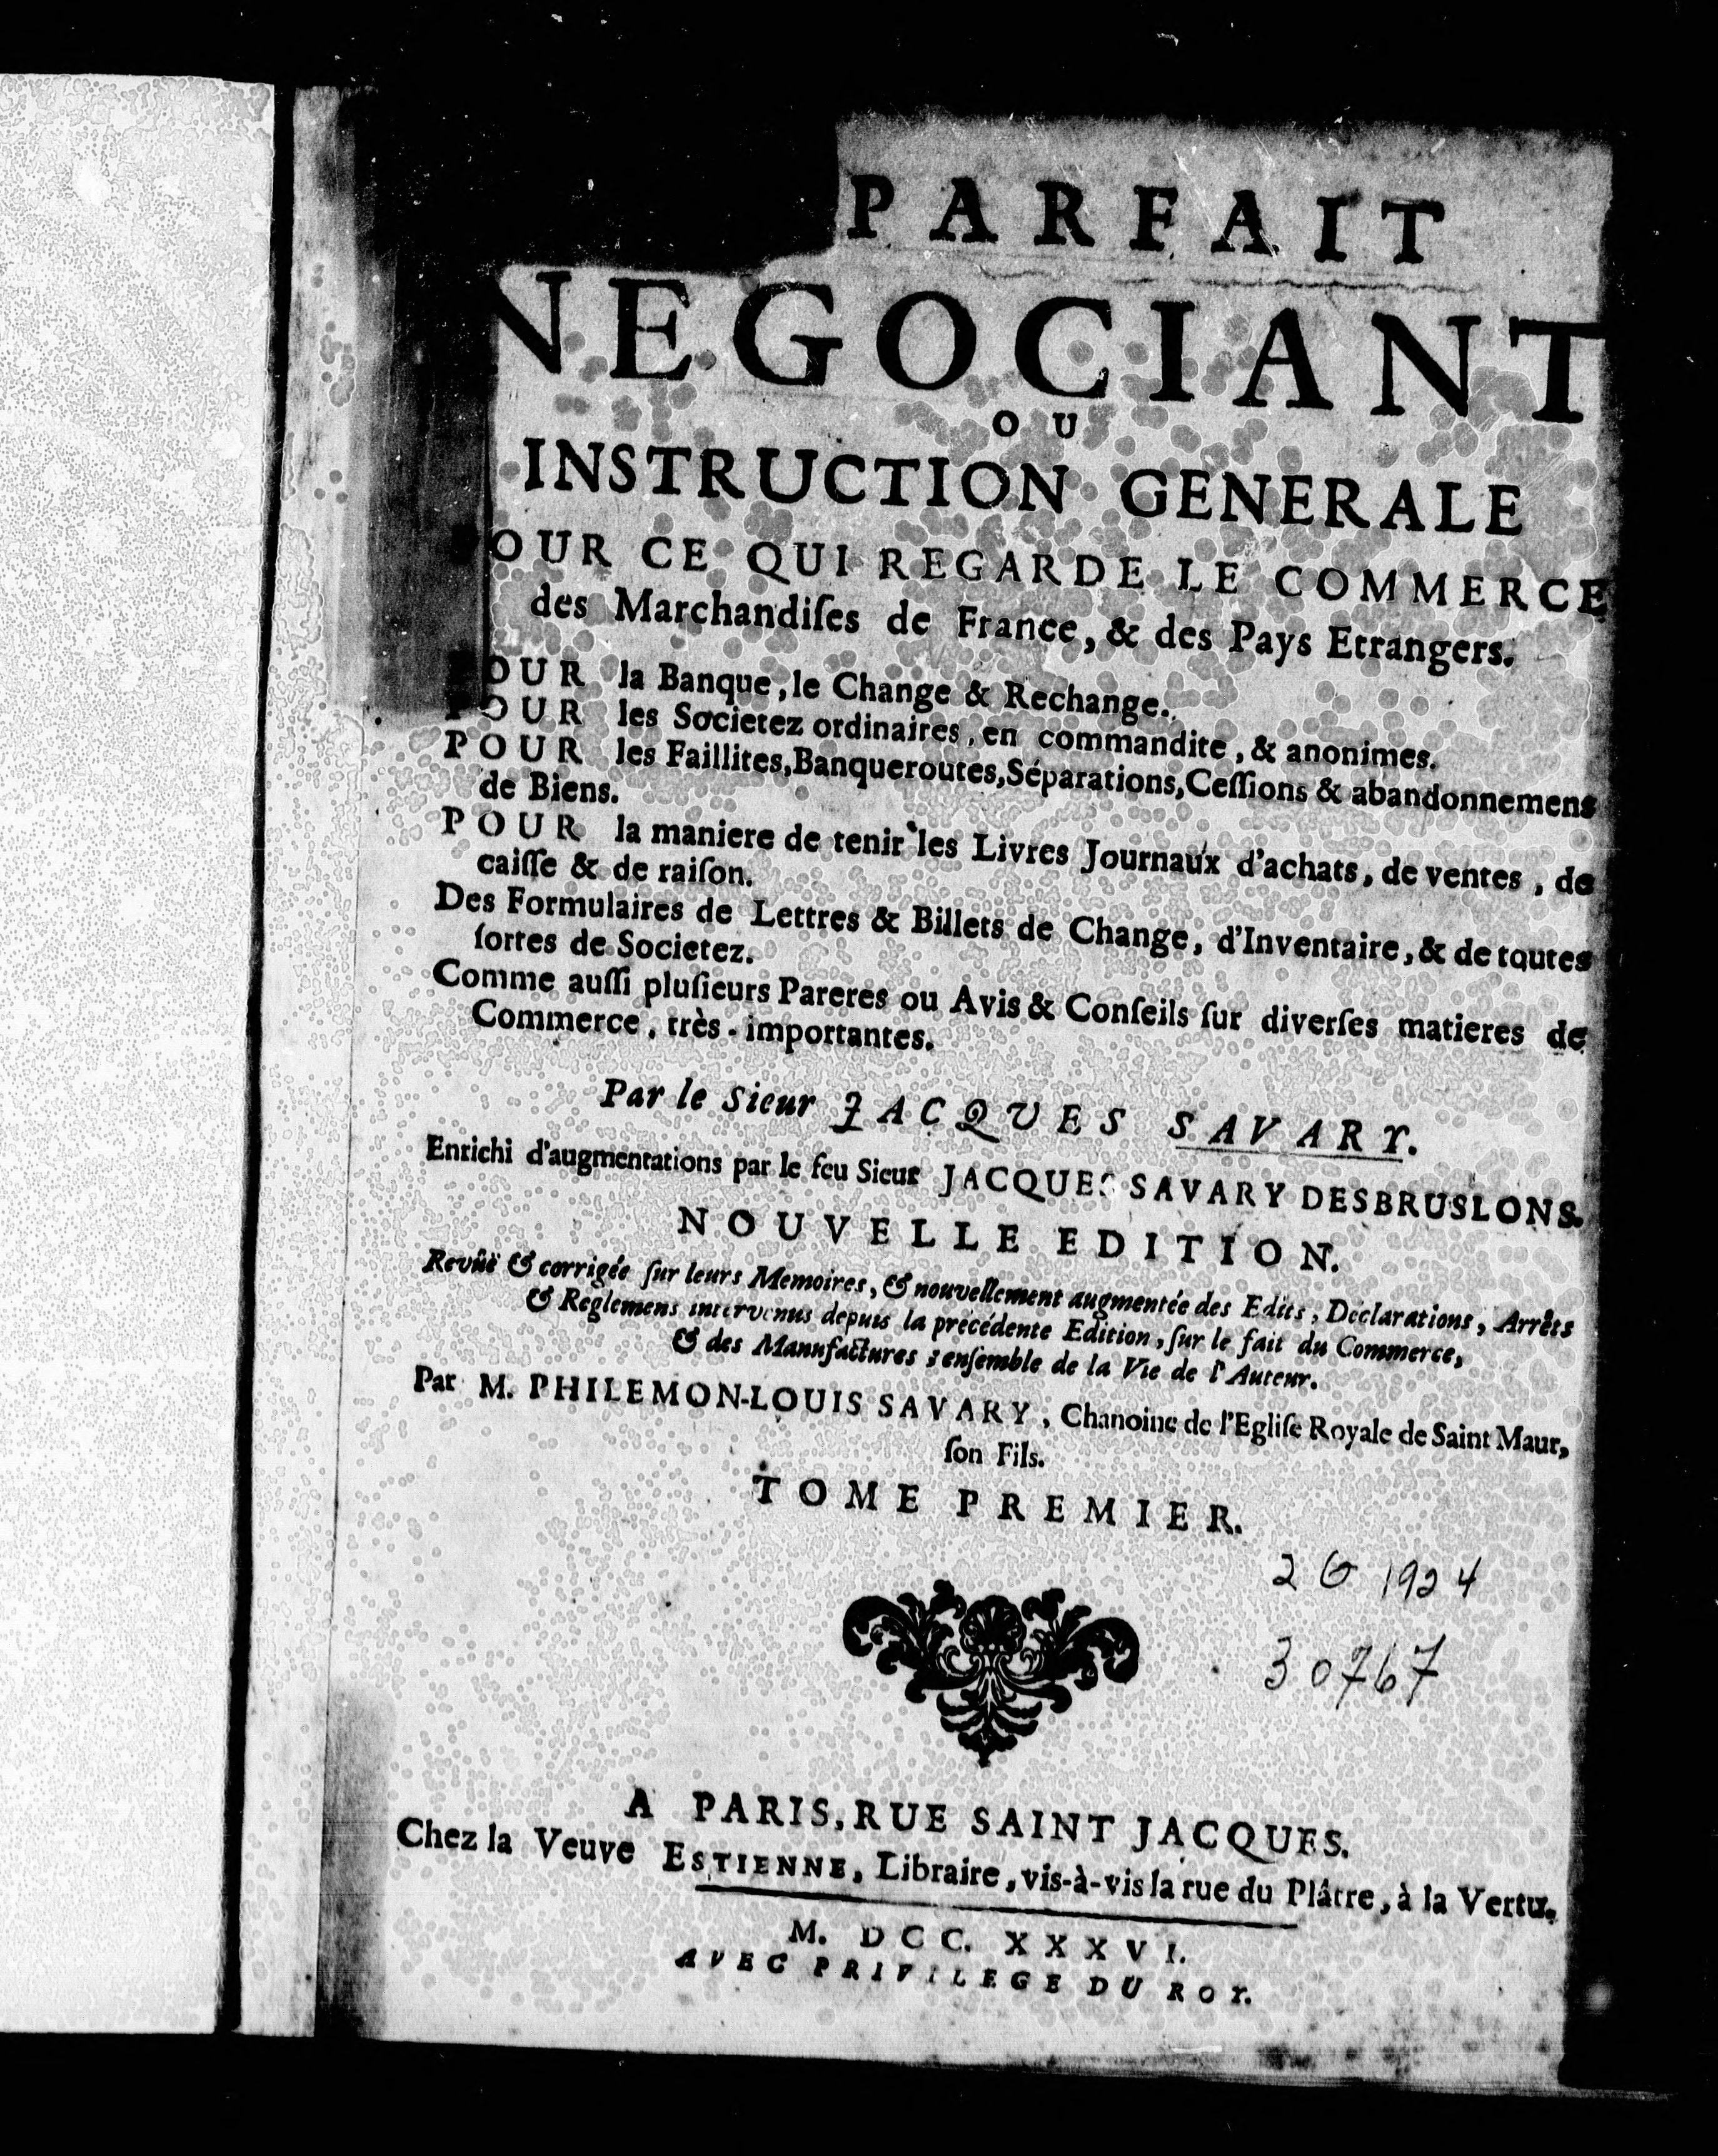 PARFAIT
NEGOCIANT
OU
INSTRUCTION GENERALE
POUR CE QUI REGARDE LE COMMERCE
des Marchandiſes de France, & des Pays Etrangers.
POUR la Banque, le Change & Rechange.
POUR les Societez ordinaires, en commandite, & anonimes.
POUR les Faillites, Banqueroutes, Séparations, Ceſſions & abandonnemens
de Biens.
POUR la maniere de tenir les Livres Journaux d'achats, de ventes, de
caiſſe & de raiſon.
Des Formulaires de Lettres & Billets de Change, d'Inventaire, & de toutes
ſortes de Societez.
Comme auſſi pluſieurs Pareres ou Avis & Conſeils ſur diverſes matieres de
Commerce, très-importantes.
Par le Sieur JACQUES SAVARY.
Enrichi d'augmentations par le feu Sieur JACQUES SAVARY DESBRUSLONS.
NOUVELLE EDITION.
Revûë & corrigée ſur leurs Memoires, & nouvellement augmentée des Edits, Déclarations, Arrêts
& Reglemens intervenus depuis la précédente Edition, ſur le fait du Commerce,
& des Manufactures ; enſemble de la Vie de l'Auteur.
Par M. PHILEMON-LOUIS SAVARY, Chanoine de l'Egliſe Royale de Saint Maur,
ſon Fils.
TOME PREMIER.
2 G 1924
30767
A PARIS, RUE SAINT JACQUES.
Chez la Veuve ESTIENNE, Libraire, vis-à-vis la rue du Plâtre, à la Vertu.
M. DCC. XXXVI.
AVEC PRIVILEGE DU ROY.